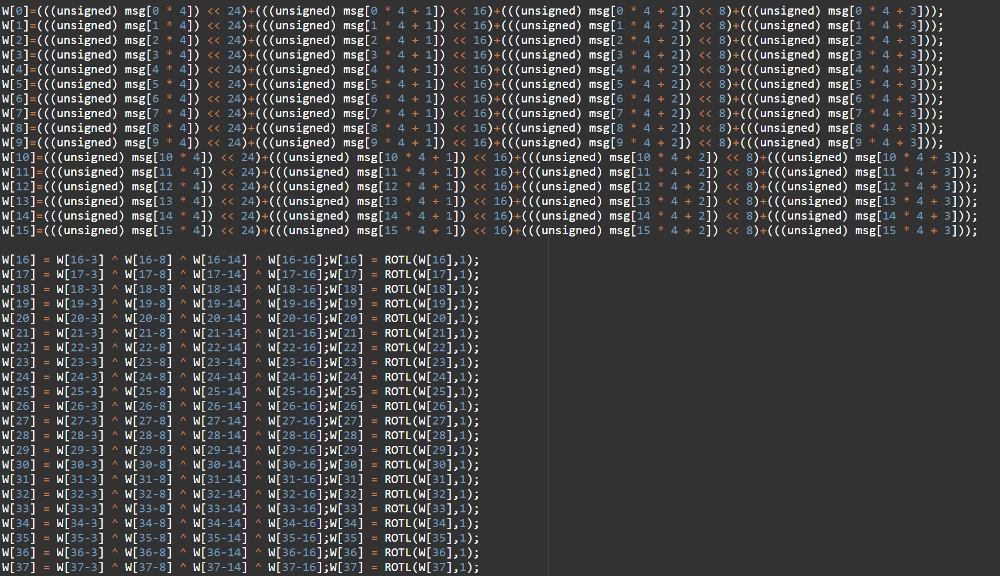 W[0]=(((unsigned) msg[0 * 4]) << 24)+(((unsigned) msg[0 * 4 + 1]) << 16)+(((unsigned) msg[0 * 4 + 2]) << 8)+(((unsigned) msg[0 * 4 + 3]));
W[1]=(((unsigned) msg[1 * 4]) << 24)+(((unsigned) msg[1 * 4 + 1]) << 16)+(((unsigned) msg[1 * 4 + 2]) << 8)+(((unsigned) msg[1 * 4 + 3]));
W[2]=(((unsigned) msg[2 * 4]) << 24)+(((unsigned) msg[2 * 4 + 1]) << 16)+(((unsigned) msg[2 * 4 + 2]) << 8)+(((unsigned) msg[2 * 4 + 3]));
W[3]=(((unsigned) msg[3 * 4]) << 24)+(((unsigned) msg[3 * 4 + 1]) << 16)+(((unsigned) msg[3 * 4 + 2]) << 8)+(((unsigned) msg[3 * 4 + 3]));
W[4]=(((unsigned) msg[4 * 4]) << 24)+(((unsigned) msg[4 * 4 + 1]) << 16)+(((unsigned) msg[4 * 4 + 2]) << 8)+(((unsigned) msg[4 * 4 + 3]));
W[5]=(((unsigned) msg[5 * 4]) << 24)+(((unsigned) msg[5 * 4 + 1]) << 16)+(((unsigned) msg[5 * 4 + 2]) << 8)+(((unsigned) msg[5 * 4 + 3]));
W[6]=(((unsigned) msg[6 * 4]) << 24)+(((unsigned) msg[6 * 4 + 1]) << 16)+(((unsigned) msg[6 * 4 + 2]) << 8)+(((unsigned) msg[6 * 4 + 3]));
W[7]=(((unsigned) msg[7 * 4]) << 24)+(((unsigned) msg[7 * 4 + 1]) << 16)+(((unsigned) msg[7 * 4 + 2]) << 8)+(((unsigned) msg[7 * 4 + 3]));
W[8]=(((unsigned) msg[8 * 4]) << 24)+(((unsigned) msg[8 * 4 + 1]) << 16)+(((unsigned) msg[8 * 4 + 2]) << 8)+(((unsigned) msg[8 * 4 + 3]));
W[9]=(((unsigned) msg[9 * 4]) << 24)+(((unsigned) msg[9 * 4 + 1]) << 16)+(((unsigned) msg[9 * 4 + 2]) << 8)+(((unsigned) msg[9 * 4 + 3]));
W[10]=(((unsigned) msg[10 * 4]) << 24)+(((unsigned) msg[10 * 4 + 1]) << 16)+(((unsigned) msg[10 * 4 + 2]) << 8)+(((unsigned) msg[10 * 4 + 3]));
W[11]=(((unsigned) msg[11 * 4]) << 24)+(((unsigned) msg[11 * 4 + 1]) << 16)+(((unsigned) msg[11 * 4 + 2]) << 8)+(((unsigned) msg[11 * 4 + 3]));
W[12]=(((unsigned) msg[12 * 4]) << 24)+(((unsigned) msg[12 * 4 + 1]) << 16)+(((unsigned) msg[12 * 4 + 2]) << 8)+(((unsigned) msg[12 * 4 + 3]));
W[13]=(((unsigned) msg[13 * 4]) << 24)+(((unsigned) msg[13 * 4 + 1]) << 16)+(((unsigned) msg[13 * 4 + 2]) << 8)+(((unsigned) msg[13 * 4 + 3]));
W[14]=(((unsigned) msg[14 * 4]) << 24)+(((unsigned) msg[14 * 4 + 1]) << 16)+(((unsigned) msg[14 * 4 + 2]) << 8)+(((unsigned) msg[14 * 4 + 3]));
W[15]=(((unsigned) msg[15 * 4]) << 24)+(((unsigned) msg[15 * 4 + 1]) << 16)+(((unsigned) msg[15 * 4 + 2]) << 8)+(((unsigned) msg[15 * 4 + 3]));

W[16] = W[16-3] ^ W[16-8] ^ W[16-14] ^ W[16-16];W[16] = ROTL(W[16],1);
W[17] = W[17-3] ^ W[17-8] ^ W[17-14] ^ W[17-16];W[17] = ROTL(W[17],1);
W[18] = W[18-3] ^ W[18-8] ^ W[18-14] ^ W[18-16];W[18] = ROTL(W[18],1);
W[19] = W[19-3] ^ W[19-8] ^ W[19-14] ^ W[19-16];W[19] = ROTL(W[19],1);
W[20] = W[20-3] ^ W[20-8] ^ W[20-14] ^ W[20-16];W[20] = ROTL(W[20],1);
W[21] = W[21-3] ^ W[21-8] ^ W[21-14] ^ W[21-16];W[21] = ROTL(W[21],1);
W[22] = W[22-3] ^ W[22-8] ^ W[22-14] ^ W[22-16];W[22] = ROTL(W[22],1);
W[23] = W[23-3] ^ W[23-8] ^ W[23-14] ^ W[23-16];W[23] = ROTL(W[23],1);
W[24] = W[24-3] ^ W[24-8] ^ W[24-14] ^ W[24-16];W[24] = ROTL(W[24],1);
W[25] = W[25-3] ^ W[25-8] ^ W[25-14] ^ W[25-16];W[25] = ROTL(W[25],1);
W[26] = W[26-3] ^ W[26-8] ^ W[26-14] ^ W[26-16];W[26] = ROTL(W[26],1);
W[27] = W[27-3] ^ W[27-8] ^ W[27-14] ^ W[27-16];W[27] = ROTL(W[27],1);
W[28] = W[28-3] ^ W[28-8] ^ W[28-14] ^ W[28-16];W[28] = ROTL(W[28],1);
W[29] = W[29-3] ^ W[29-8] ^ W[29-14] ^ W[29-16];W[29] = ROTL(W[29],1);
W[30] = W[30-3] ^ W[30-8] ^ W[30-14] ^ W[30-16];W[30] = ROTL(W[30],1);
W[31] = W[31-3] ^ W[31-8] ^ W[31-14] ^ W[31-16];W[31] = ROTL(W[31],1);
W[32] = W[32-3] ^ W[32-8] ^ W[32-14] ^ W[32-16];W[32] = ROTL(W[32],1);
W[33] = W[33-3] ^ W[33-8] ^ W[33-14] ^ W[33-16];W[33] = ROTL(W[33],1);
W[34] = W[34-3] ^ W[34-8] ^ W[34-14] ^ W[34-16];W[34] = ROTL(W[34],1);
W[35] = W[35-3] ^ W[35-8] ^ W[35-14] ^ W[35-16];W[35] = ROTL(W[35],1);
W[36] = W[36-3] ^ W[36-8] ^ W[36-14] ^ W[36-16];W[36] = ROTL(W[36],1);
W[37] = W[37-3] ^ W[37-8] ^ W[37-14] ^ W[37-16];W[37] = ROTL(W[37],1);